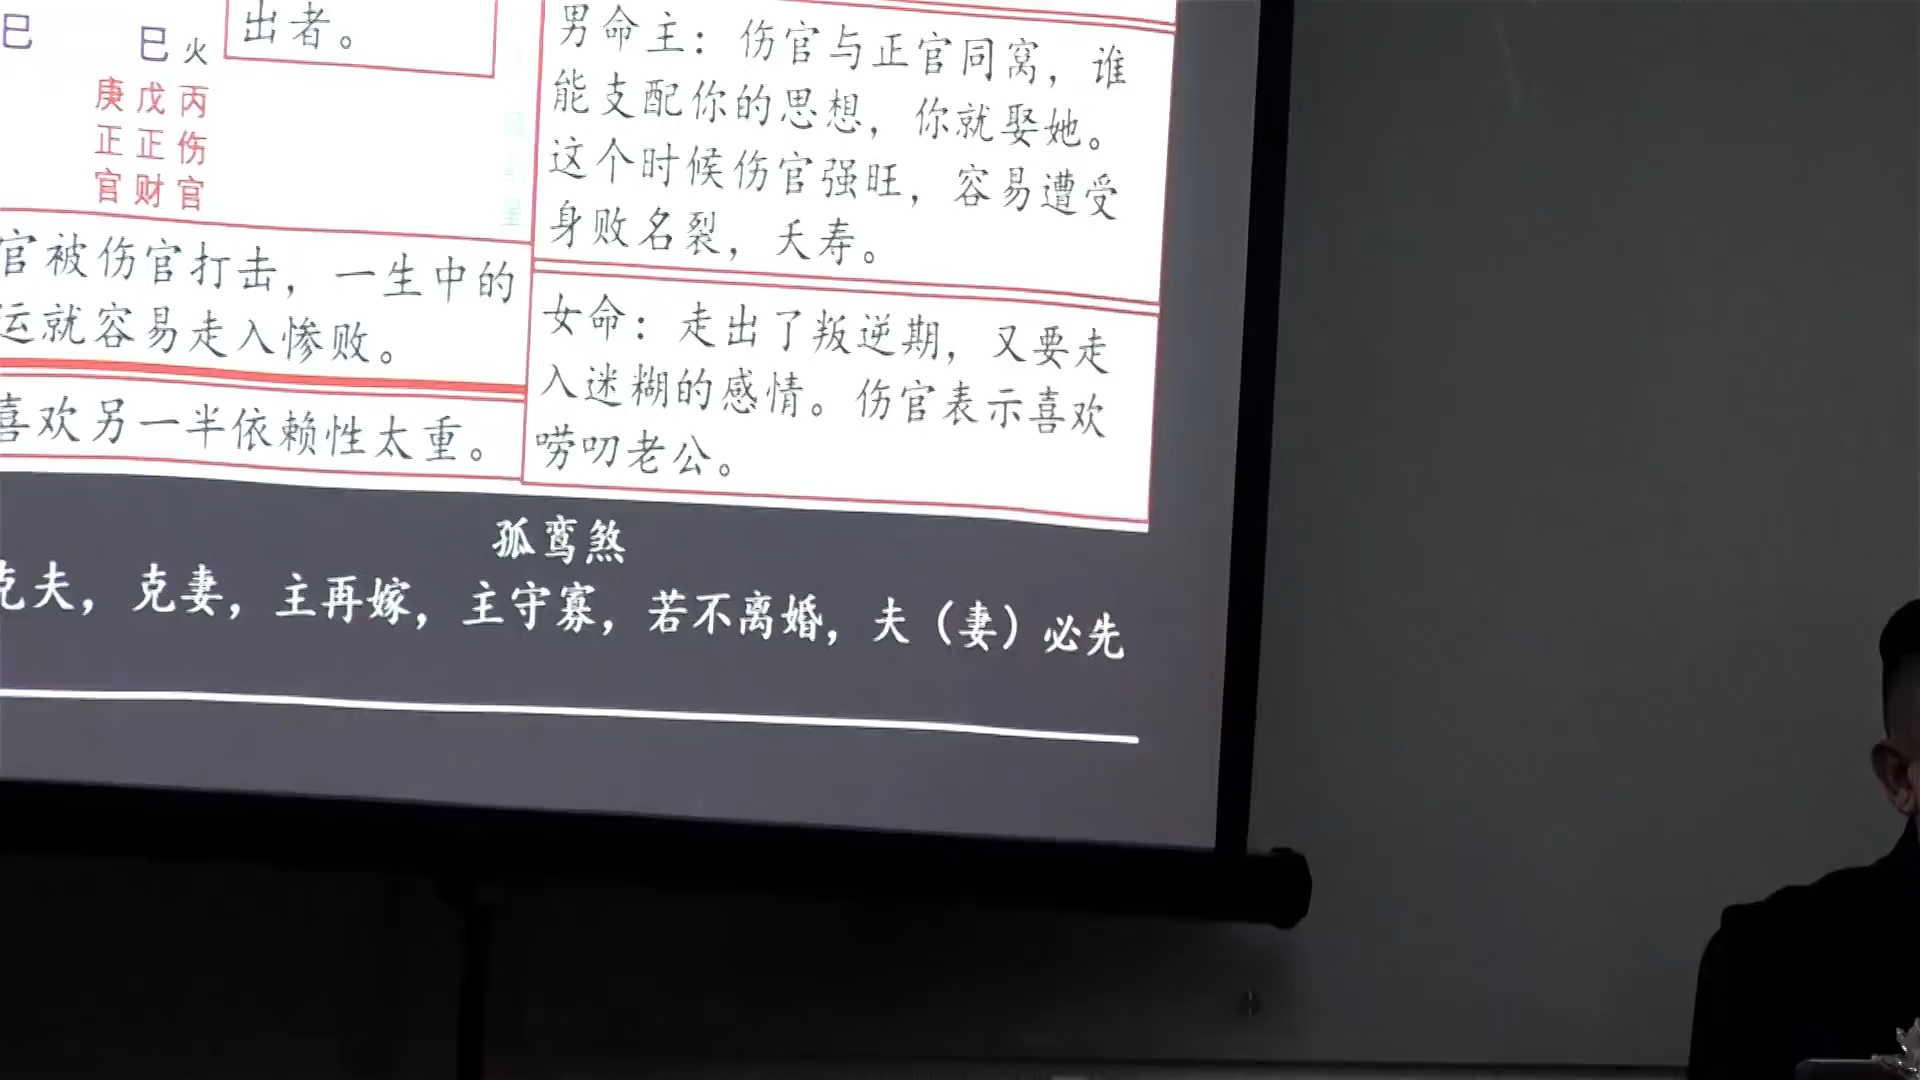 巳
巳火
出者。
庚戊丙
正正伤
官财官
官被伤官打击，一生中的
运就容易走入惨败。
喜欢另一半依赖性太重。
男命主：伤官与正官同窝，谁
能支配你的思想，你就娶她。
这个时候伤官强旺，容易遭受
身败名裂，夭寿。
女命：走出了叛逆期，又要走
入迷糊的感情。伤官表示喜欢
唠叨老公。
孤鸾煞
克夫，克妻，主再嫁，主守寡，若不离婚，夫（妻）必先